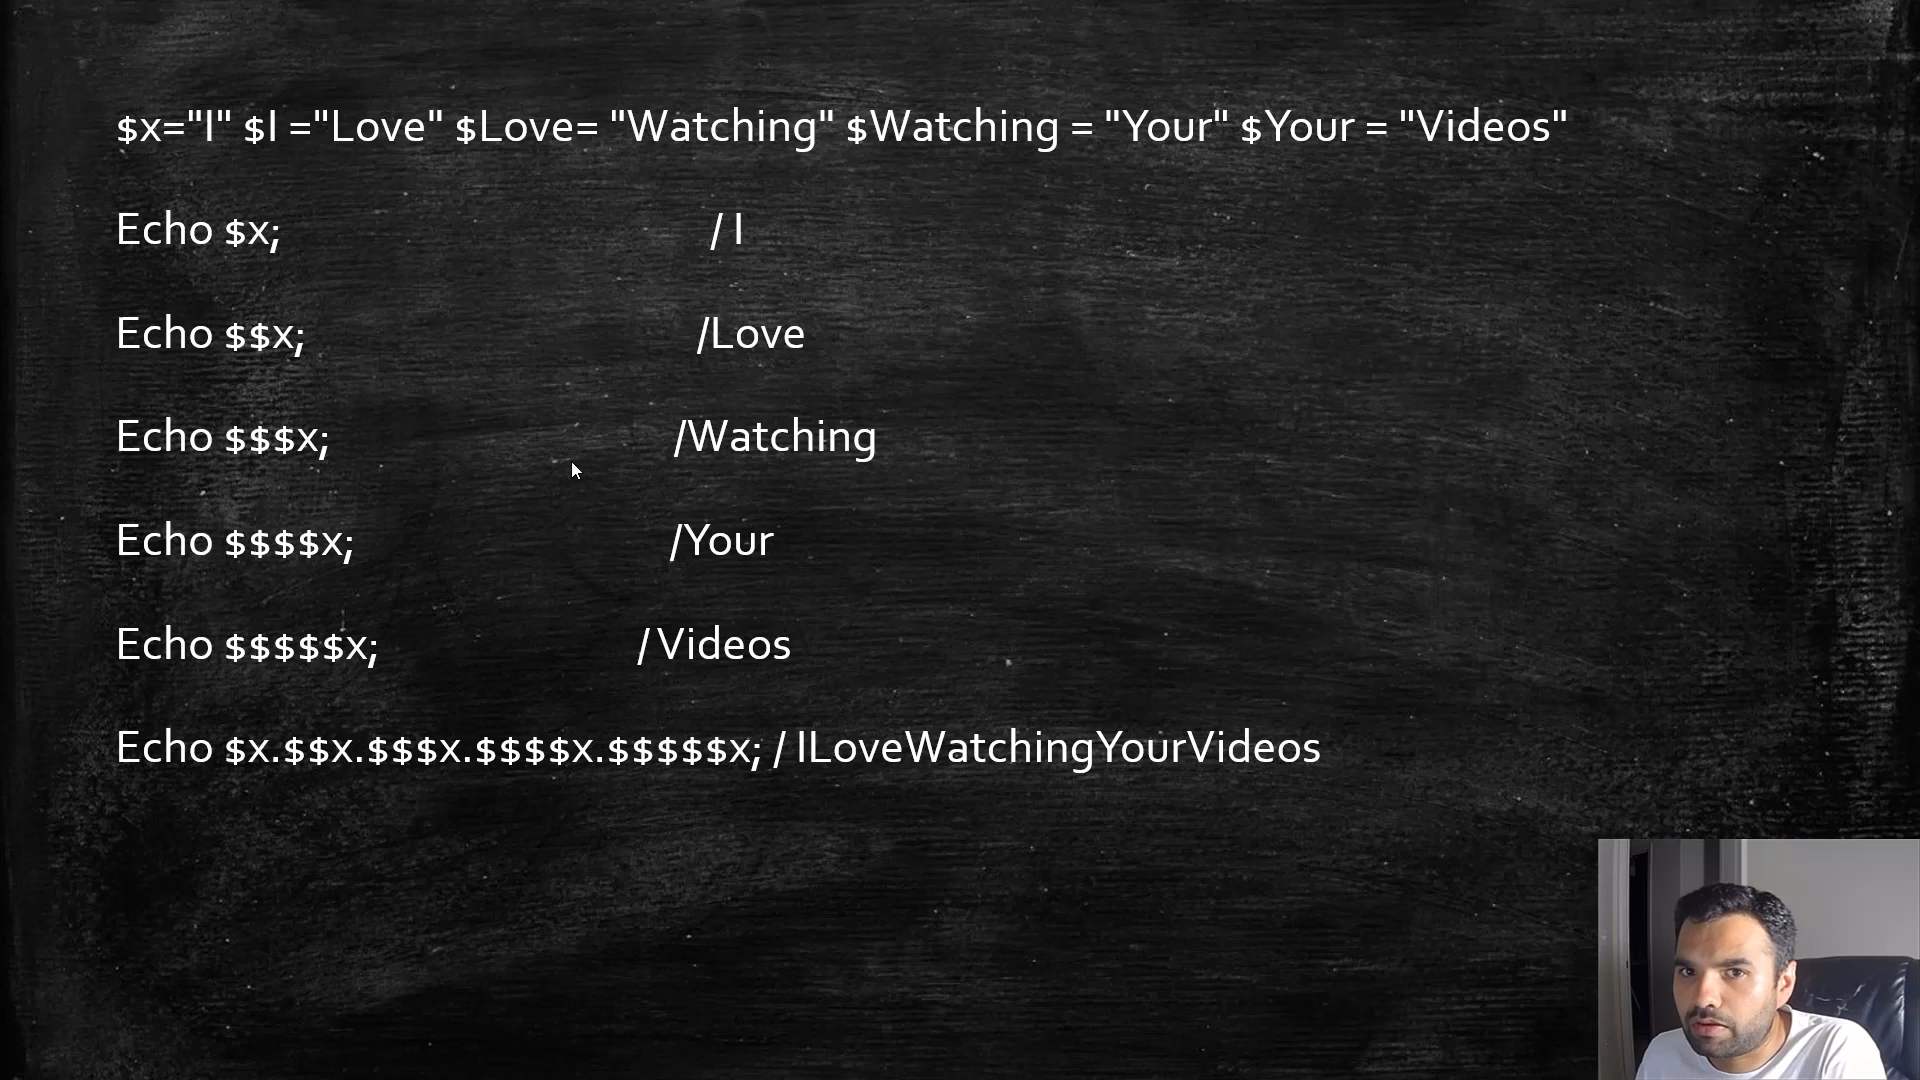 $x="I" $I ="Love" $Love= "Watching" $Watching = "Your" $Your = "Videos"
Echo $x; / I
Echo $$x; /Love
Echo $$$x; /Watching
Echo $$$$x; /Your
Echo $$$$$x; / Videos
Echo $x.$$x.$$$x.$$$$x.$$$$$x; / ILoveWatchingYourVideos